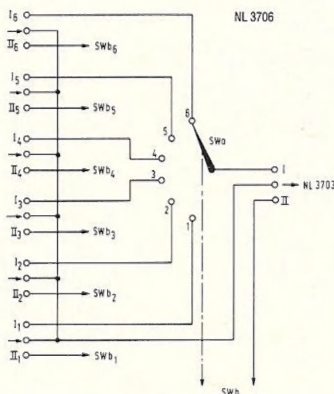 I6
NL 3706
II6
SWb6
I5
6
SWa
II5
SWb5
5
I4
4
II4
SWb4
I
3
NL 3703
I3
II
II3
SWb3
2
1
I2
II2
SWb2
I1
II1
SWb1
SWb